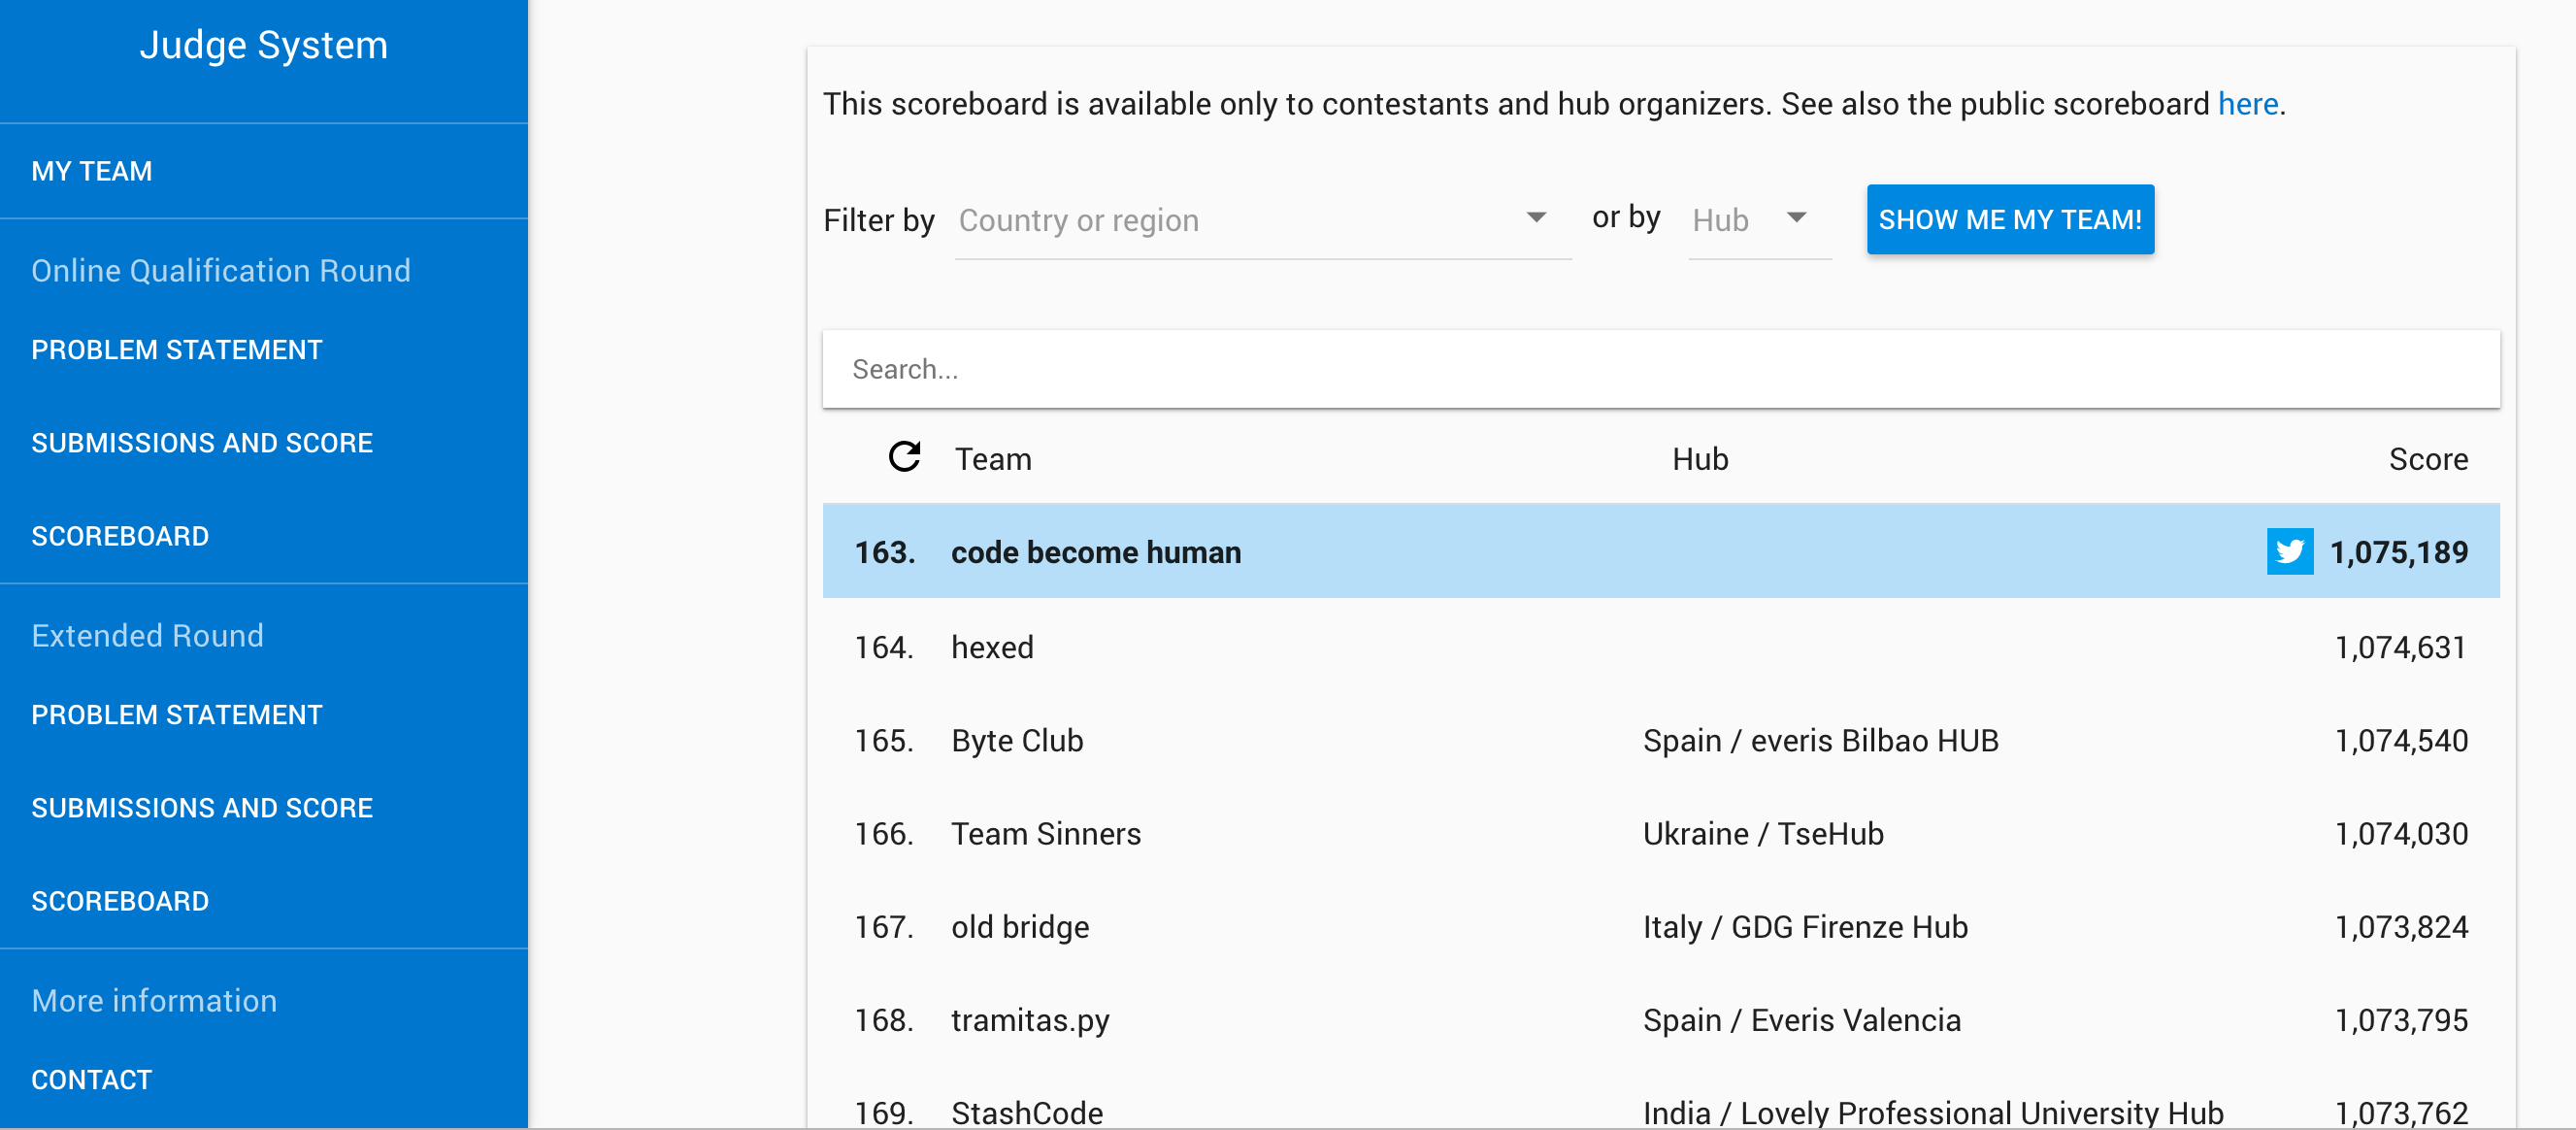 Judge System
MY TEAM
Online Qualification Round
PROBLEM STATEMENT
SUBMISSIONS AND SCORE
SCOREBOARD
Extended Round
PROBLEM STATEMENT
SUBMISSIONS AND SCORE
SCOREBOARD
More information
CONTACT
This scoreboard is available only to contestants and hub organizers. See also the public scoreboard here.
Filter by Country or region or by Hub SHOW ME MY TEAM!
Search...
Team Hub Score
163. code become human 1,075,189
164. hexed 1,074,631
165. Byte Club Spain / everis Bilbao HUB 1,074,540
166. Team Sinners Ukraine / TseHub 1,074,030
167. old bridge Italy / GDG Firenze Hub 1,073,824
168. tramitas.py Spain / Everis Valencia 1,073,795
169. StashCode India / Lovely Professional University Hub 1,073,762